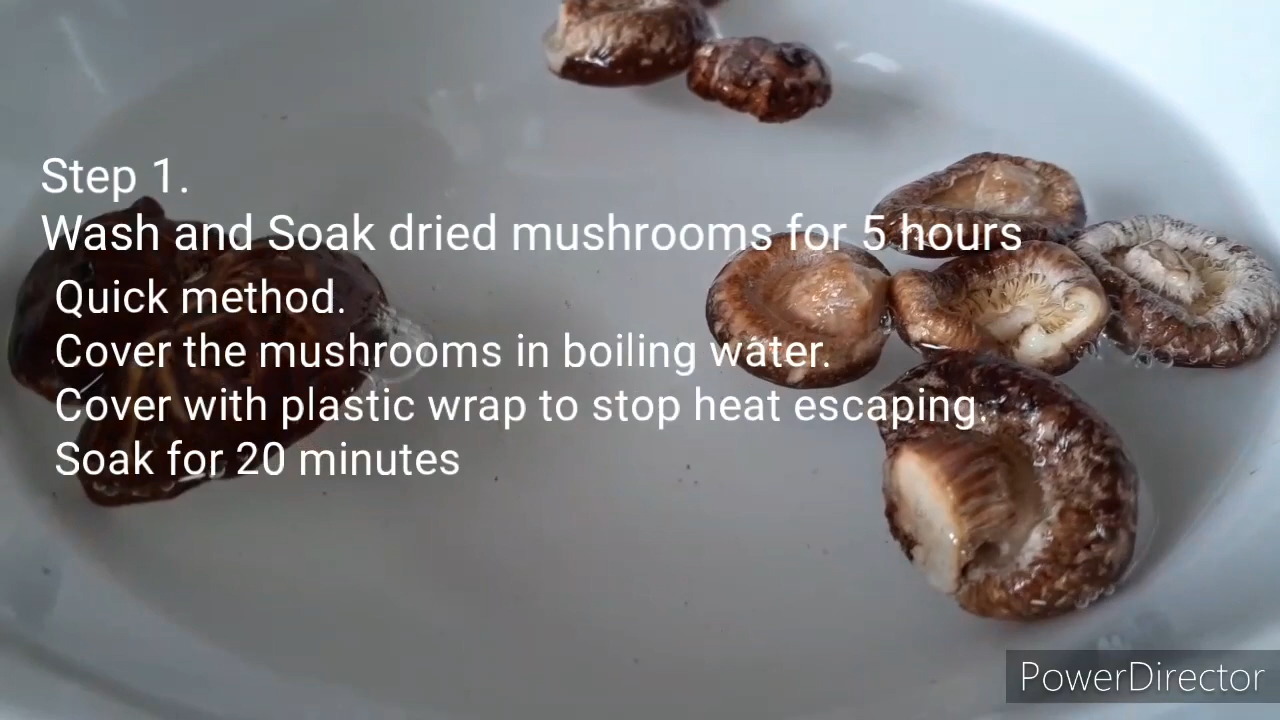 Step 1.
Wash and Soak dried mushrooms for 5 hours
Quick method.
Cover the mushrooms in boiling water.
Cover with plastic wrap to stop heat escaping.
Soak for 20 minutes
PowerDirector